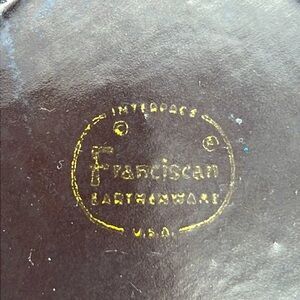 INTERPACE
© ®
Franciscan
EARTHENWARE
U.S.A.